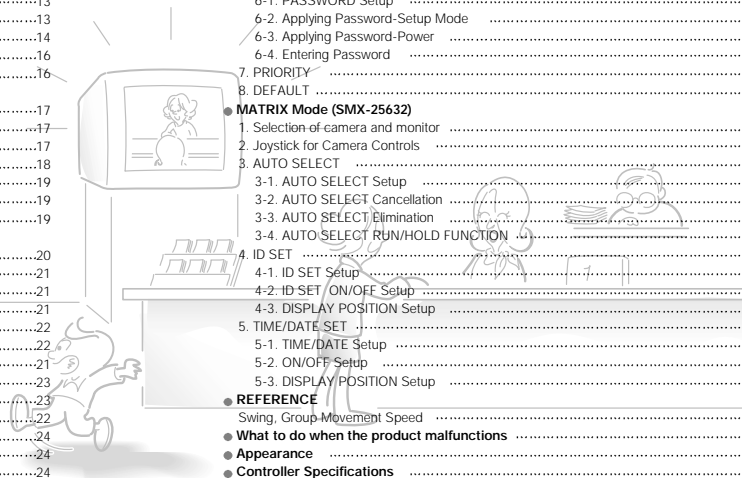 13
13
14
16
16
17
17
17
18
19
19
19
20
21
21
21
22
22
21
23
23
22
24
24
24
6-1. PASSWORD Setup
6-2. Applying Password-Setup Mode
6-3. Applying Password-Power
6-4. Entering Password
7. PRIORITY
8. DEFAULT
MATRIX Mode (SMX-25632)
1. Selection of camera and monitor
2. Joystick for Camera Controls
3. AUTO SELECT
3-1. AUTO SELECT Setup
3-2. AUTO SELECT Cancellation
3-3. AUTO SELECT Elimination
3-4. AUTO SELECT RUN/HOLD FUNCTION
4. ID SET
4-1. ID SET Setup
4-2. ID SET ON/OFF Setup
4-3. DISPLAY POSITION Setup
5. TIME/DATE SET
5-1. TIME/DATE Setup
5-2. ON/OFF Setup
5-3. DISPLAY POSITION Setup
REFERENCE
Swing, Group Movement Speed
What to do when the product malfunctions
Appearance
Controller Specifications